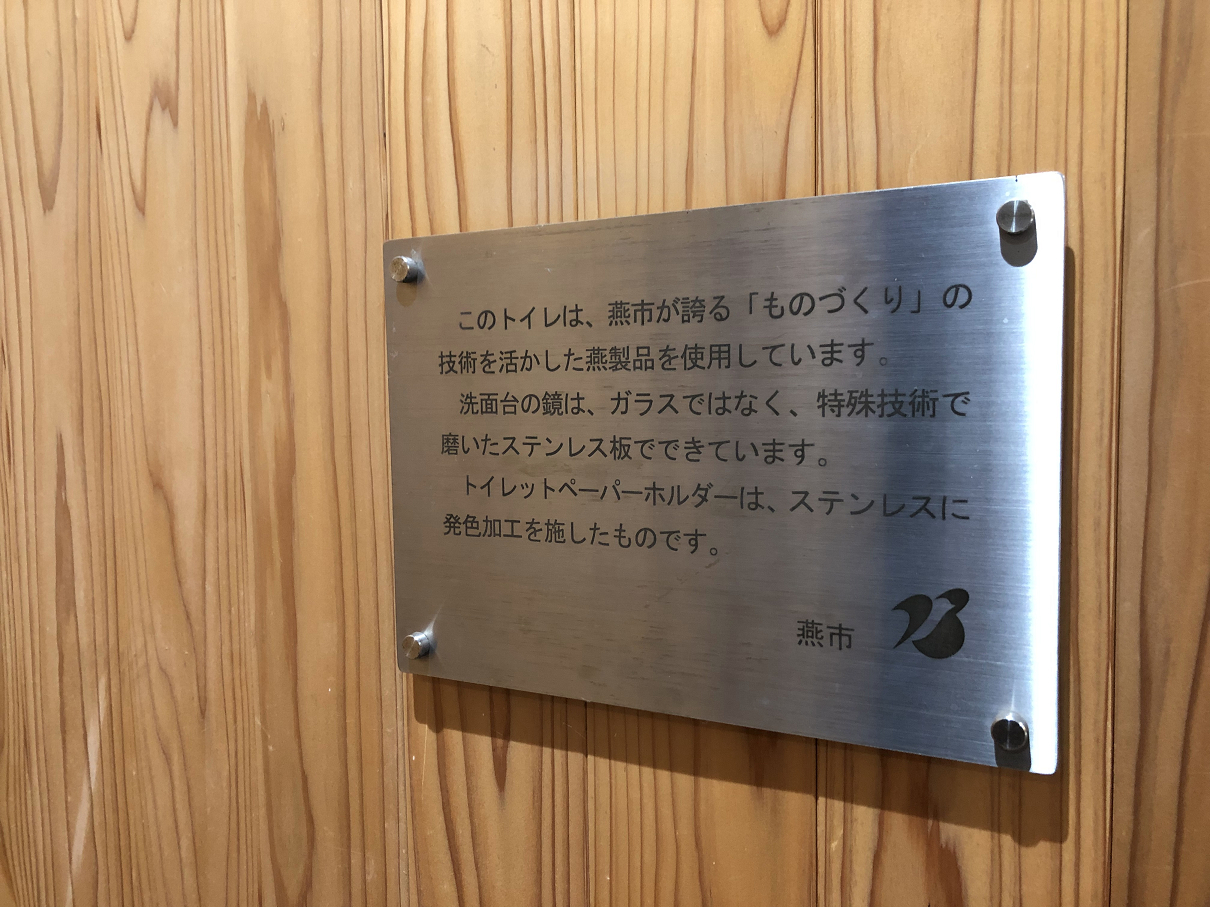 このトイレは、燕市が誇る「ものづくり」の
技術を活かした燕製品を使用しています。
洗面台の鏡は、ガラスではなく、特殊技術で
磨いたステンレス板でできています。
トイレットペーパーホルダーは、ステンレスに
発色加工を施したものです。
燕市